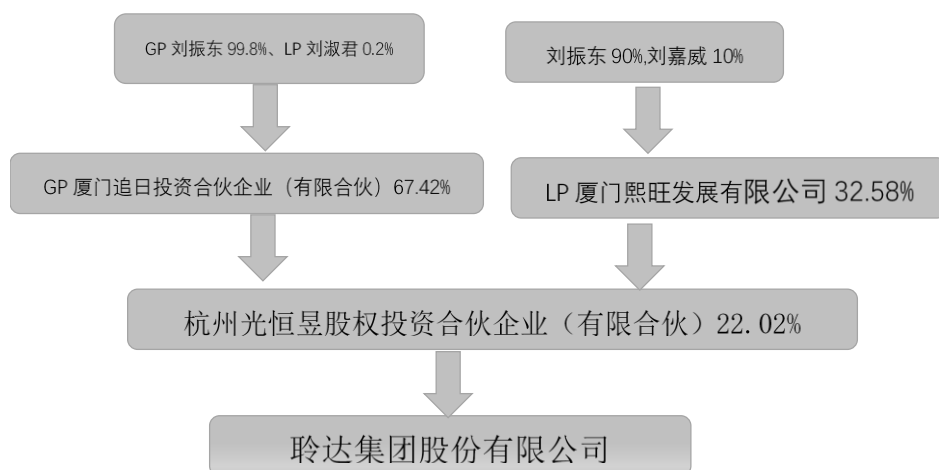 GP 刘振东 99.8%、LP 刘淑君 0.2%
刘振东 90%,刘嘉威 10%
GP 厦门追日投资合伙企业（有限合伙）67.42%
LP 厦门熙旺发展有限公司 32.58%
杭州光恒昱股权投资合伙企业（有限合伙）22.02%
聆达集团股份有限公司